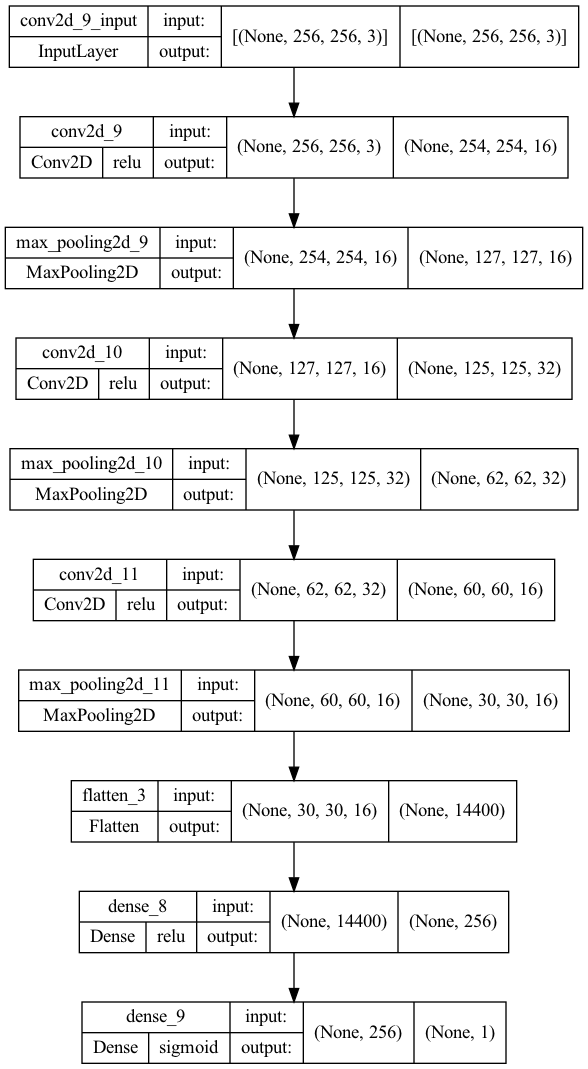 conv2d_9_input input: [(None, 256, 256, 3)] [(None, 256, 256, 3)]
InputLayer output:
conv2d_9 input: (None, 256, 256, 3) (None, 254, 254, 16)
Conv2D relu output:
max_pooling2d_9 input: (None, 254, 254, 16) (None, 127, 127, 16)
MaxPooling2D output:
conv2d_10 input: (None, 127, 127, 16) (None, 125, 125, 32)
Conv2D relu output:
max_pooling2d_10 input: (None, 125, 125, 32) (None, 62, 62, 32)
MaxPooling2D output:
conv2d_11 input: (None, 62, 62, 32) (None, 60, 60, 16)
Conv2D relu output:
max_pooling2d_11 input: (None, 60, 60, 16) (None, 30, 30, 16)
MaxPooling2D output:
flatten_3 input: (None, 30, 30, 16) (None, 14400)
Flatten output:
dense_8 input: (None, 14400) (None, 256)
Dense relu output:
dense_9 input: (None, 256) (None, 1)
Dense sigmoid output: